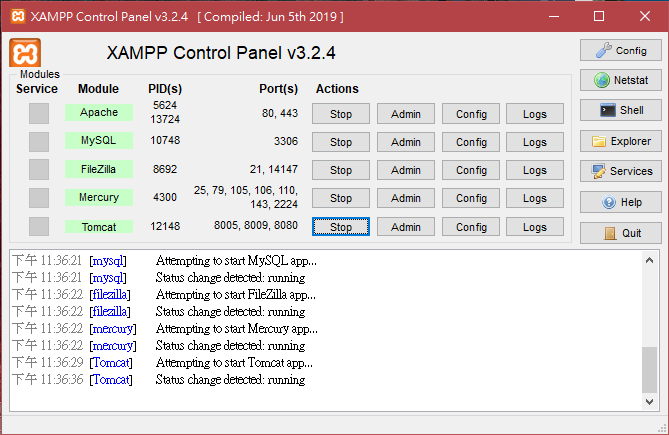 XAMPP Control Panel v3.2.4 [ Compiled: Jun 5th 2019 ]
XAMPP Control Panel v3.2.4
Config
Modules
Service Module PID(s) Port(s) Actions
Netstat
Apache 5624 13724 80, 443 Stop Admin Config Logs
Shell
MySQL 10748 3306 Stop Admin Config Logs
Explorer
FileZilla 8692 21, 14147 Stop Admin Config Logs
Services
Mercury 4300 25, 79, 105, 106, 110, 143, 2224 Stop Admin Config Logs
Help
Tomcat 12148 8005, 8009, 8080 Stop Admin Config Logs
Quit
下午 11:36:21 [mysql] Attempting to start MySQL app...
下午 11:36:21 [mysql] Status change detected: running
下午 11:36:22 [filezilla] Attempting to start FileZilla app...
下午 11:36:22 [filezilla] Status change detected: running
下午 11:36:22 [mercury] Attempting to start Mercury app...
下午 11:36:22 [mercury] Status change detected: running
下午 11:36:29 [Tomcat] Attempting to start Tomcat app...
下午 11:36:36 [Tomcat] Status change detected: running